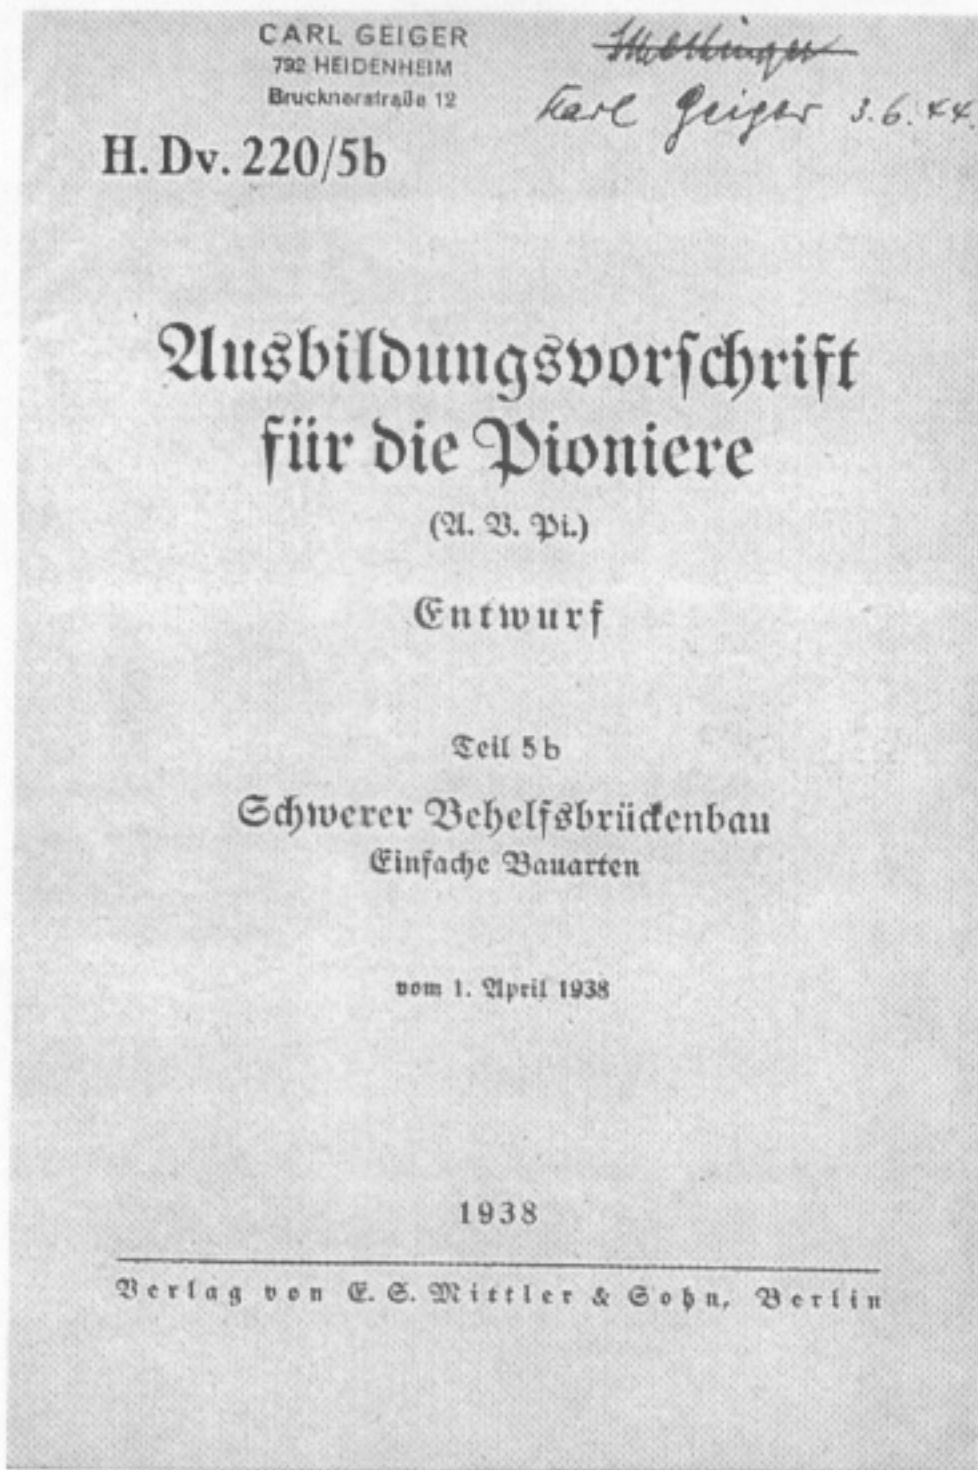 CARL GEIGER
792 HEIDENHEIM
Brucknerstraße 12
Karl Geiger 3.6.44
H. Dv. 220/5b
Ausbildungsvorschrift
für die Pioniere
(A. V. Pi.)
Entwurf
Teil 5b
Schwerer Behelfsbrückenbau
Einfache Bauarten
vom 1. April 1938
1938
Verlag von E. S. Mittler & Sohn, Berlin